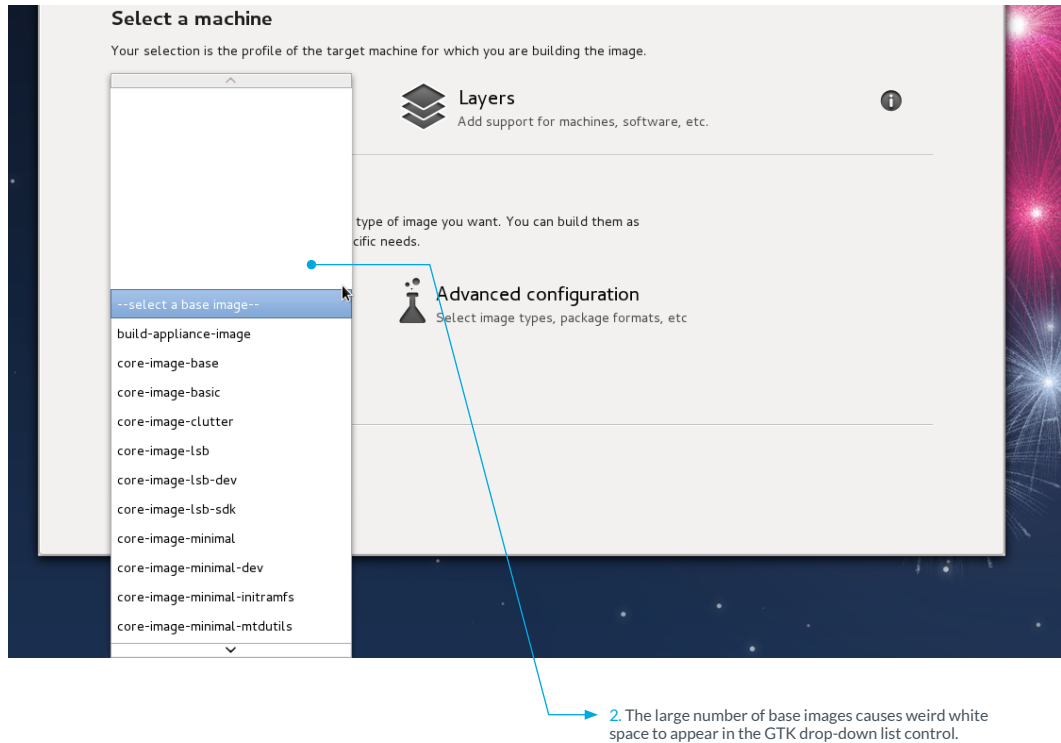 Select a machine
Your selection is the profile of the target machine for which you are building the image.
Layers
Add support for machines, software, etc.
type of image you want. You can build them as
cific needs.
Advanced configuration
Select image types, package formats, etc
--select a base image--
build-appliance-image
core-image-base
core-image-basic
core-image-clutter
core-image-lsb
core-image-lsb-dev
core-image-lsb-sdk
core-image-minimal
core-image-minimal-dev
core-image-minimal-initramfs
core-image-minimal-mtdutils
2. The large number of base images causes weird white
space to appear in the GTK drop-down list control.